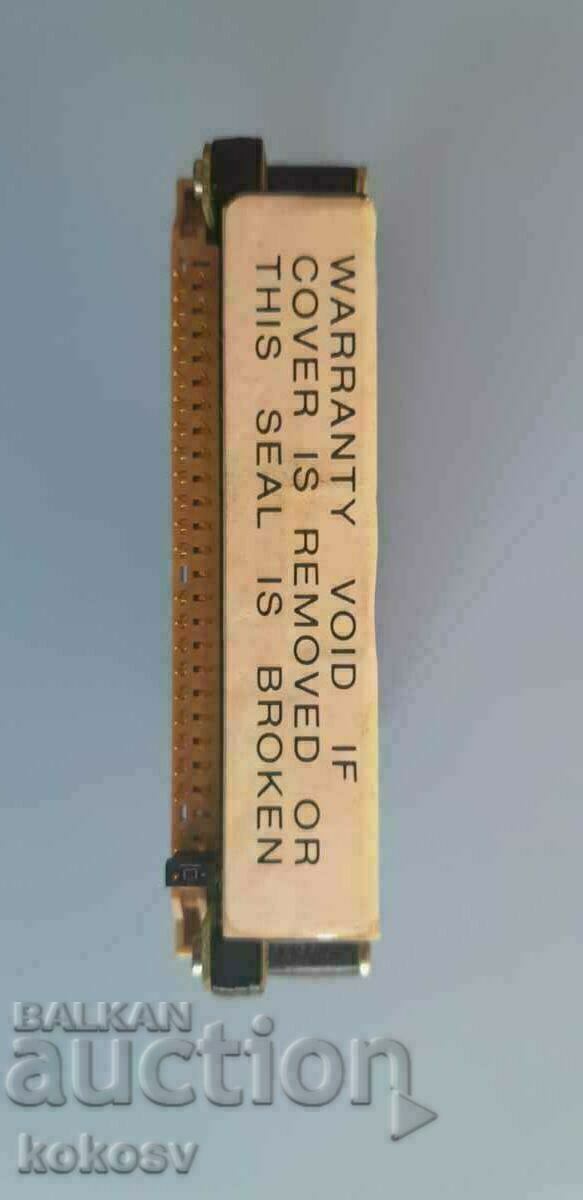 WARRANTY VOID IF
COVER IS REMOVED OR
THIS SEAL IS BROKEN
BALKAN
auction
kokosv